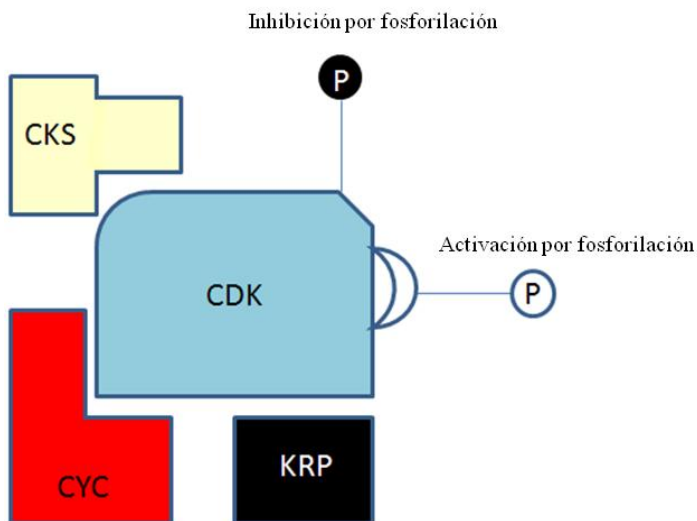 Inhibición por fosforilación
P
CKS
Activación por fosforilación
CDK
P
KRP
CYC